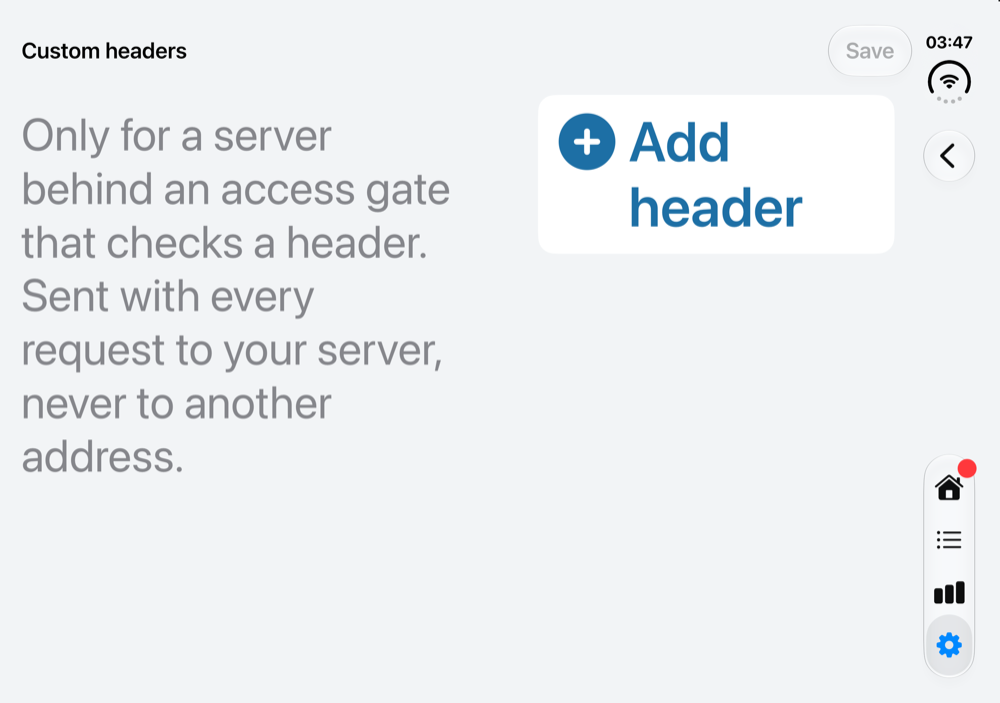 Custom headers
Save
03:47
Only for a server
behind an access gate
that checks a header.
Sent with every
request to your server,
never to another
address.
Add
header